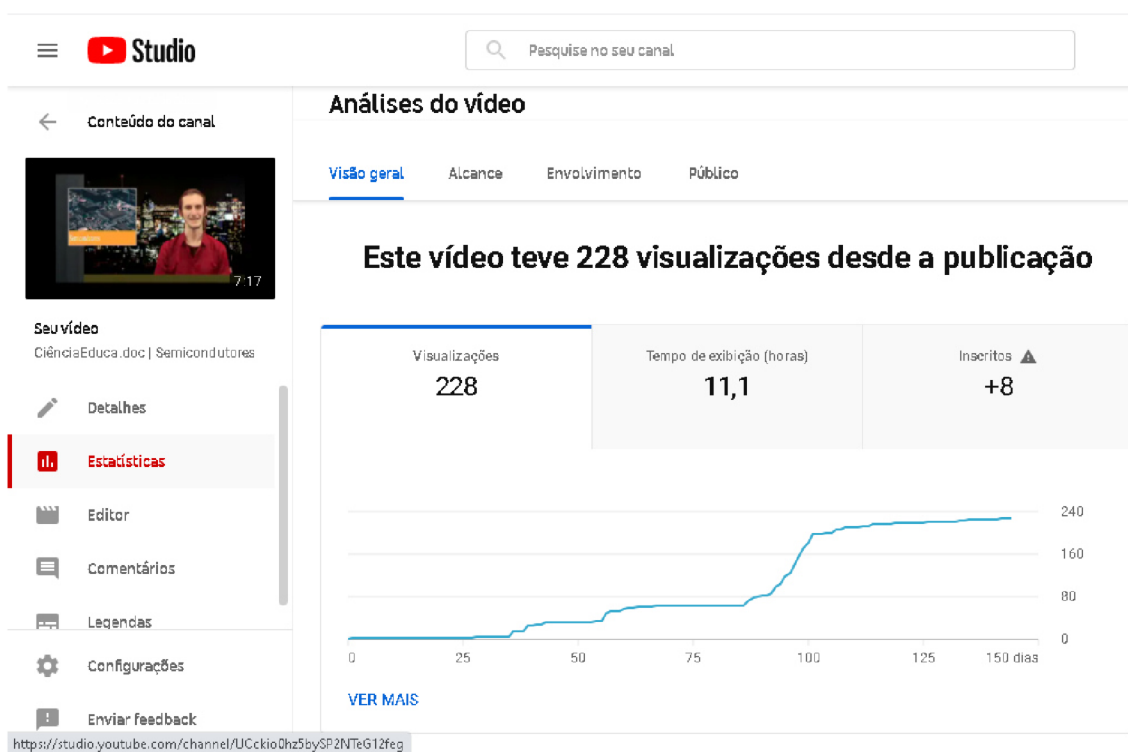 Studio
Pesquise no seu canal
Conteúdo do canal
7:17
Seu vídeo
CiênciaEduca.doc | Semicondutores
Detalhes
Estatísticas
Editor
Comentários
Legendas
Configurações
Enviar feedback
https://studio.youtube.com/channel/UCckio0hz5bySP2NTeG12feg
Análises do vídeo
Visão geral Alcance Envolvimento Público
Este vídeo teve 228 visualizações desde a publicação
Visualizações Tempo de exibição (horas) Inscritos
228 11,1 +8
240
160
80
0
0 25 50 75 100 125 150 dias
VER MAIS